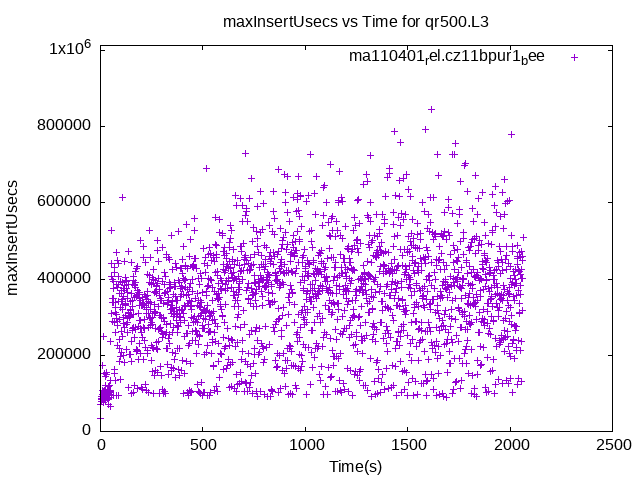 maxInsertUsecs vs Time for qr500.L3
ma110401_rel.cz11bpur1_bee
1x10^6
800000
600000
400000
200000
0
maxInsertUsecs
0 500 1000 1500 2000 2500
Time(s)